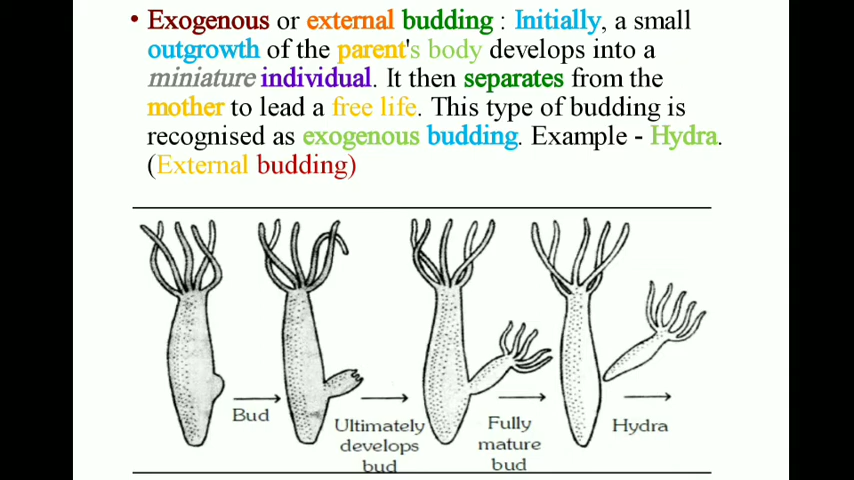 • Exogenous or external budding : Initially, a small
outgrowth of the parent's body develops into a
miniature individual. It then separates from the
mother to lead a free life. This type of budding is
recognised as exogenous budding. Example - Hydra.
(External budding)
Bud
Ultimately
develops
bud
Fully
mature
bud
Hydra